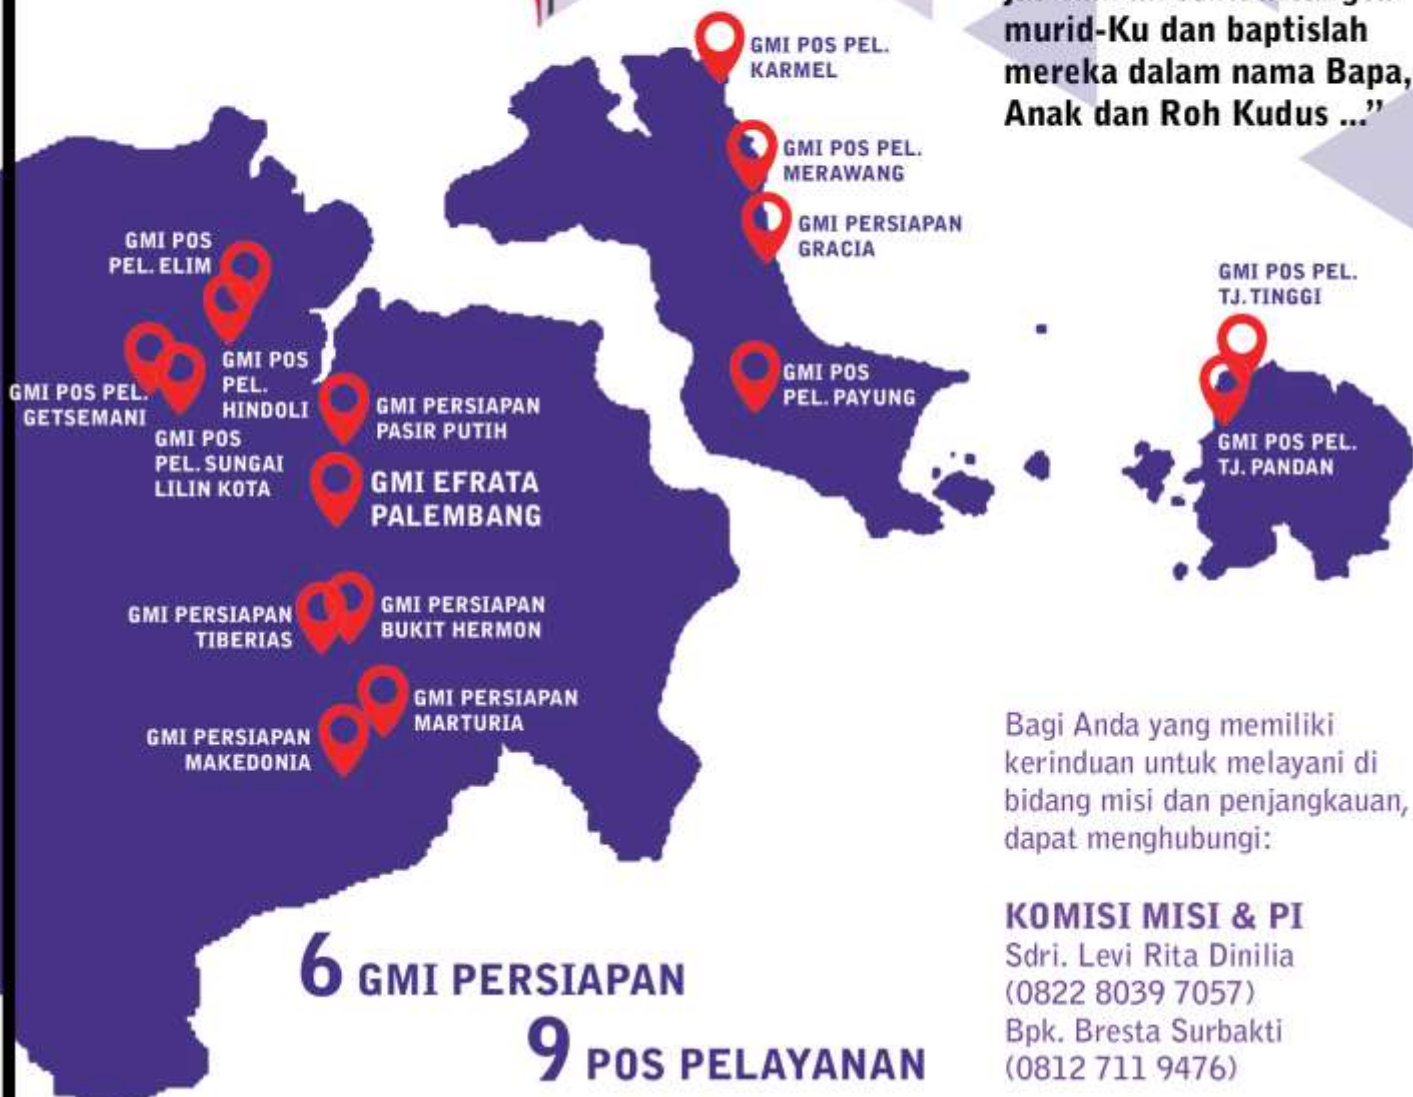 murid-Ku dan baptislah
mereka dalam nama Bapa,
Anak dan Roh Kudus ...”
GMI POS PEL.
KARMEL
GMI POS PEL.
MERAWANG
GMI PERSIAPAN
GRACIA
GMI POS
PEL. ELIM
GMI POS PEL.
TJ. TINGGI
GMI POS
PEL.
HINDOLI
GMI POS PEL.
GETSEMANI
GMI POS
PEL. SUNGAI
LILIN KOTA
GMI PERSIAPAN
PASIR PUTIH
GMI POS
PEL. PAYUNG
GMI POS PEL.
TJ. PANDAN
GMI EFRATA
PALEMBANG
GMI PERSIAPAN
TIBERIAS
GMI PERSIAPAN
BUKIT HERMON
GMI PERSIAPAN
MARTURIA
GMI PERSIAPAN
MAKEDONIA
6 GMI PERSIAPAN
9 POS PELAYANAN
Bagi Anda yang memiliki
kerinduan untuk melayani di
bidang misi dan penjangkauan,
dapat menghubungi:
KOMISI MISI & PI
Sdri. Levi Rita Dinilia
(0822 8039 7057)
Bpk. Bresta Surbakti
(0812 711 9476)